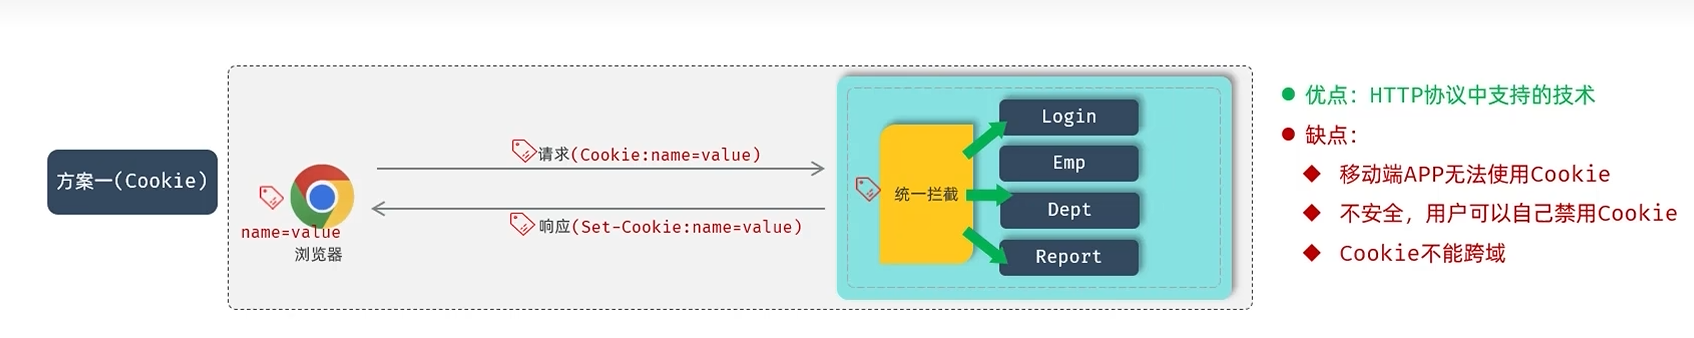 方案一(Cookie)
name=value
浏览器
请求(Cookie:name=value)
响应(Set-Cookie:name=value)
统一拦截
Login
Emp
Dept
Report
优点：HTTP协议中支持的技术
缺点：
移动端APP无法使用Cookie
不安全，用户可以自己禁用Cookie
Cookie不能跨域